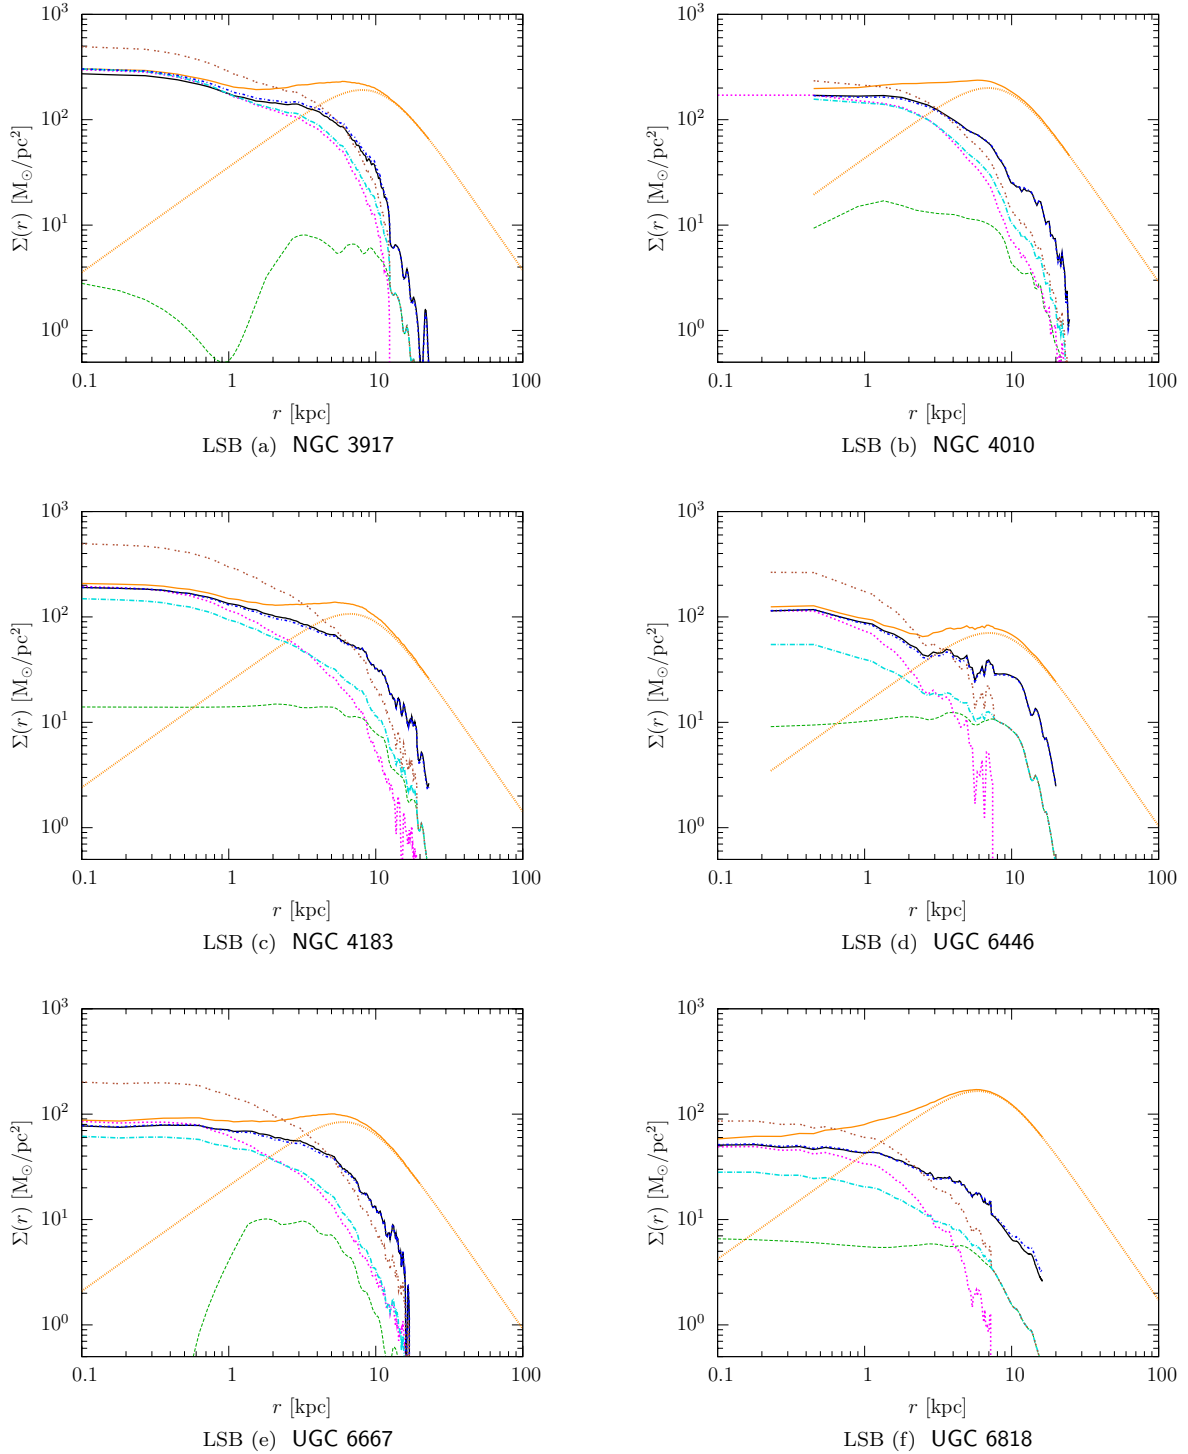 10³
10²
10¹
10⁰
Σ(r) [M⊙/pc²]
0.1 1 10 100
r [kpc]
LSB (a) NGC 3917
10³
10²
10¹
10⁰
Σ(r) [M⊙/pc²]
0.1 1 10 100
r [kpc]
LSB (b) NGC 4010
10³
10²
10¹
10⁰
Σ(r) [M⊙/pc²]
0.1 1 10 100
r [kpc]
LSB (c) NGC 4183
10³
10²
10¹
10⁰
Σ(r) [M⊙/pc²]
0.1 1 10 100
r [kpc]
LSB (d) UGC 6446
10³
10²
10¹
10⁰
Σ(r) [M⊙/pc²]
0.1 1 10 100
r [kpc]
LSB (e) UGC 6667
10³
10²
10¹
10⁰
Σ(r) [M⊙/pc²]
0.1 1 10 100
r [kpc]
LSB (f) UGC 6818